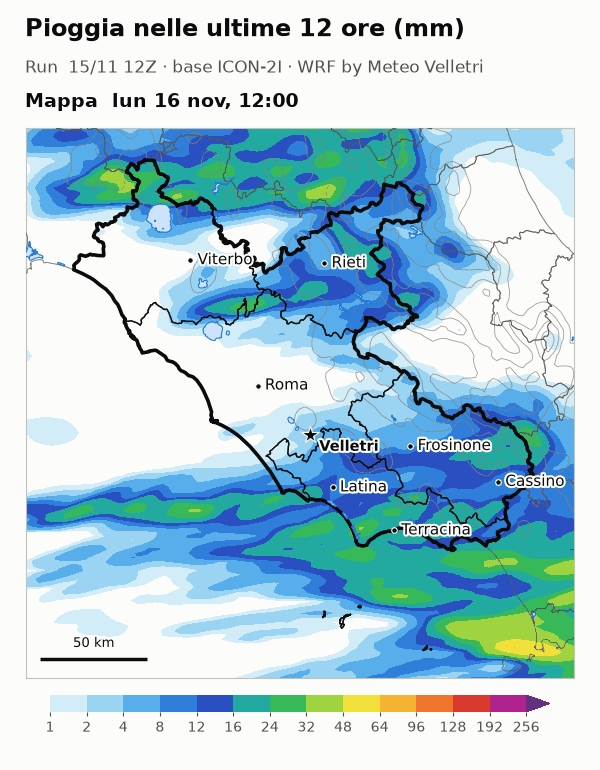 Pioggia nelle ultime 12 ore (mm)
Run  15/11 12Z · base ICON-2I · WRF by Meteo Velletri
Mappa  lun 16 nov, 12:00
Viterbo
Rieti
Roma
Velletri
Frosinone
Cassino
Latina
Terracina
50 km
1 2 4 8 12 16 24 32 48 64 96 128 192 256